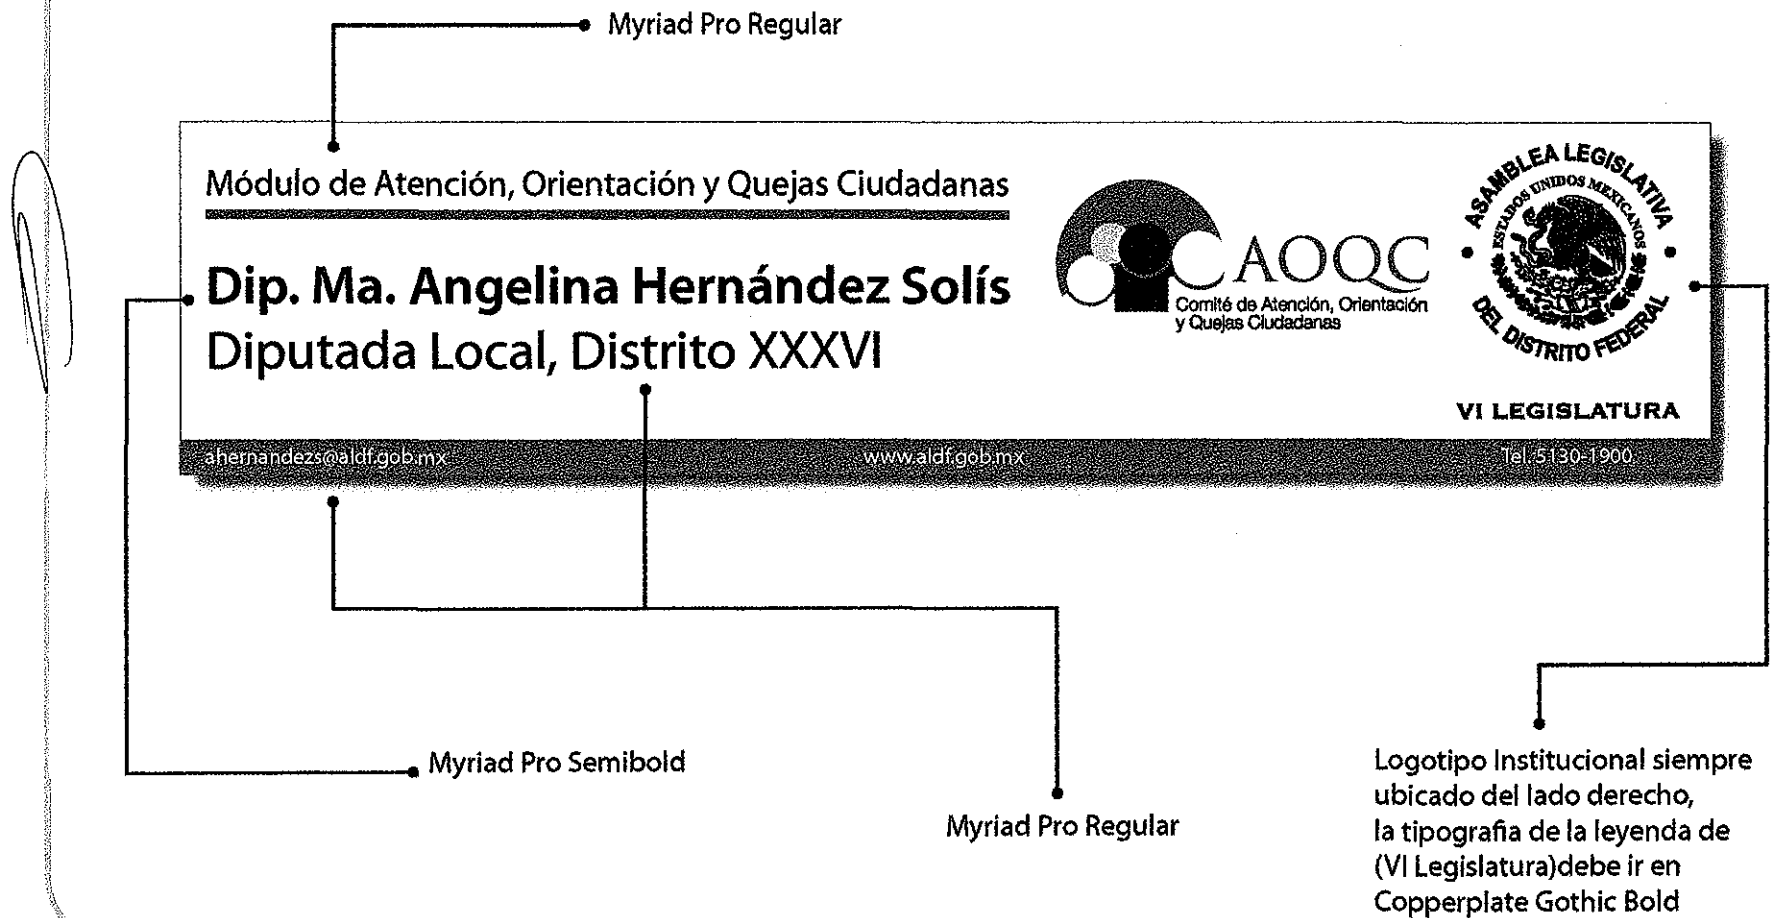 Myriad Pro Regular
Módulo de Atención, Orientación y Quejas Ciudadanas
Dip. Ma. Angelina Hernández Solís
Diputada Local, Distrito XXXVI
CAOQC
Comité de Atención, Orientación
y Quejas Ciudadanas
ASAMBLEA LEGISLATIVA
ESTADOS UNIDOS MEXICANOS
DEL DISTRITO FEDERAL
VI LEGISLATURA
ahernandezs@aldf.gob.mx
www.aldf.gob.mx
Tel. 5130-1900
Myriad Pro Semibold
Myriad Pro Regular
Logotipo Institucional siempre
ubicado del lado derecho,
la tipografia de la leyenda de
(VI Legislatura)debe ir en
Copperplate Gothic Bold